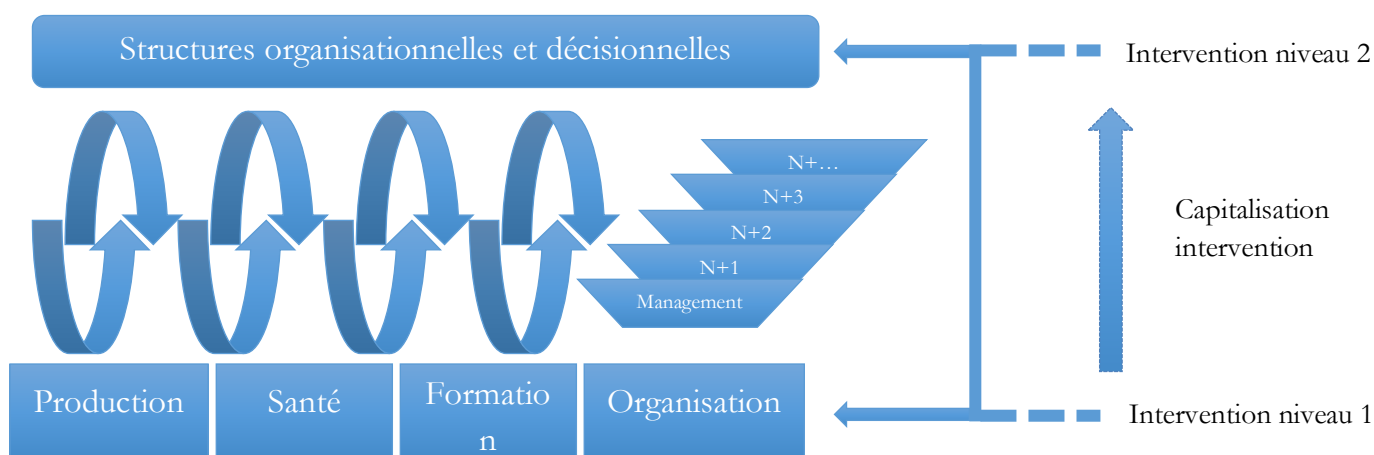 Structures organisationnelles et décisionnelles
Intervention niveau 2
N+…
N+3
N+2
N+1
Management
Capitalisation
intervention
Production
Santé
Formatio
n
Organisation
Intervention niveau 1